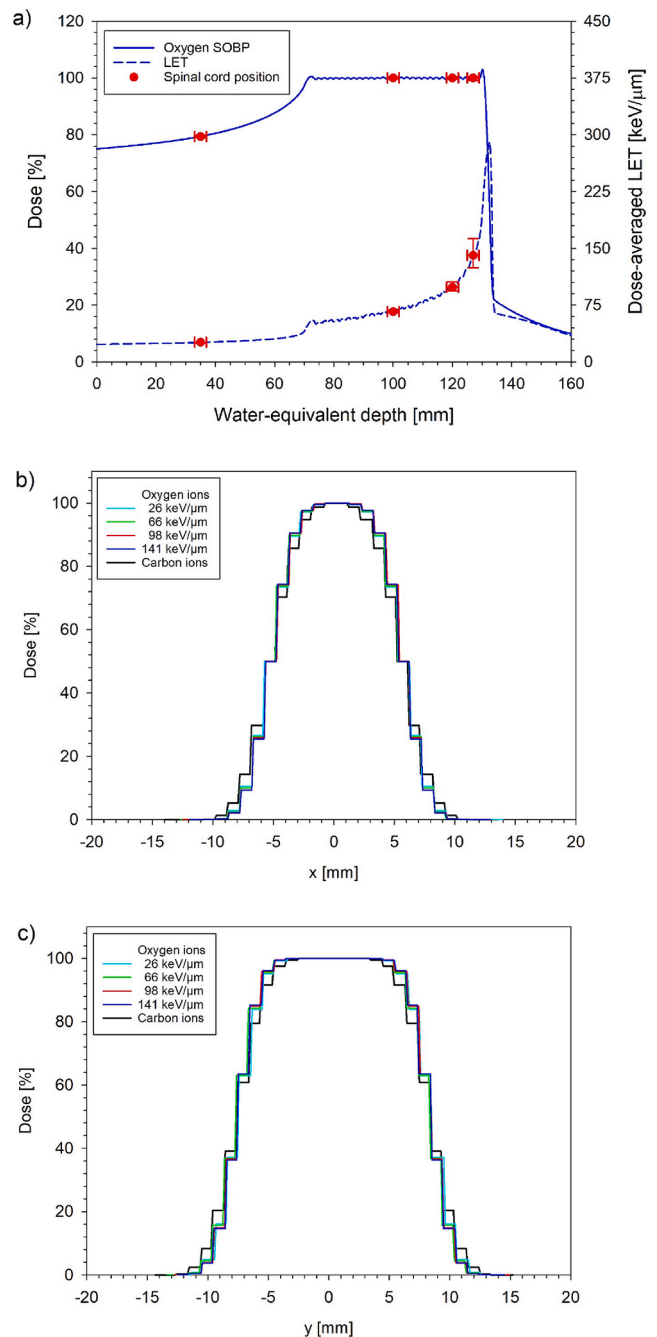 a)
120
100
80
60
40
20
0
Dose [%]
Oxygen SOBP
LET
Spinal cord position
450
375
300
225
150
75
0
Dose-averaged LET [keV/µm]
0 20 40 60 80 100 120 140 160
Water-equivalent depth [mm]
b)
100
80
60
40
20
0
Dose [%]
Oxygen ions
26 keV/µm
66 keV/µm
98 keV/µm
141 keV/µm
Carbon ions
-20 -15 -10 -5 0 5 10 15 20
x [mm]
c)
100
80
60
40
20
0
Dose [%]
Oxygen ions
26 keV/µm
66 keV/µm
98 keV/µm
141 keV/µm
Carbon ions
-20 -15 -10 -5 0 5 10 15 20
y [mm]